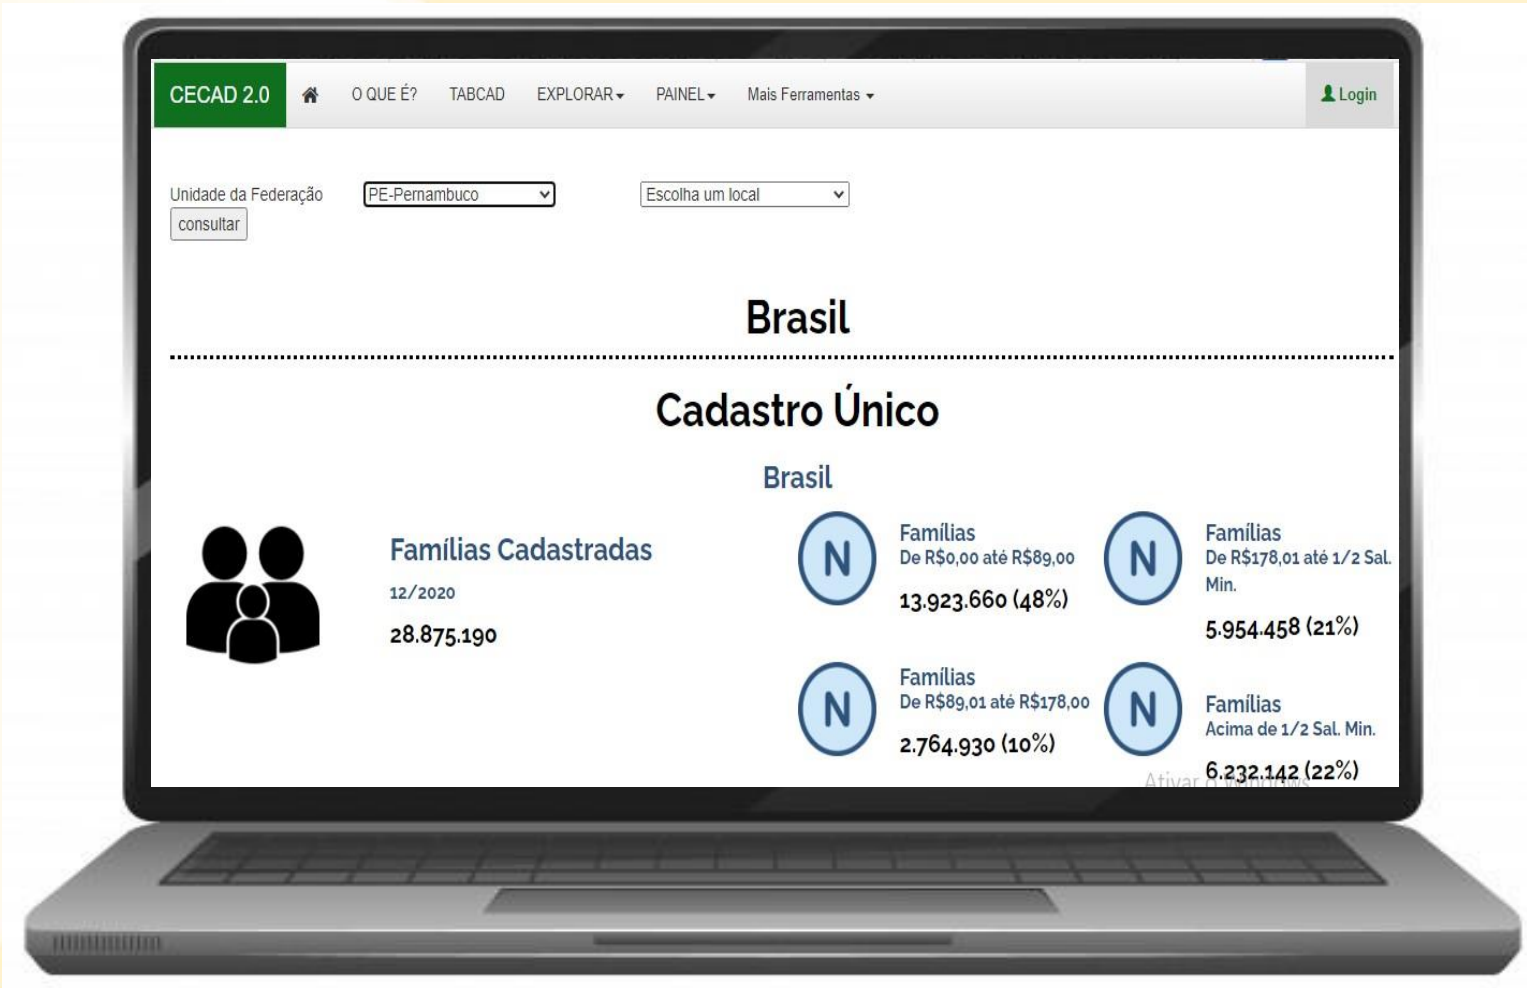 CECAD 2.0 O QUE É? TABCAD EXPLORAR PAINEL Mais Ferramentas Login
Unidade da Federação PE-Pernambuco Escolha um local
consultar
Brasil
Cadastro Único
Brasil
Famílias Cadastradas
12/2020
28.875.190
N
Famílias
De R$0,00 até R$89,00
13.923.660 (48%)
N
Famílias
De R$178,01 até 1/2 Sal.
Min.
5.954.458 (21%)
N
Famílias
De R$89,01 até R$178,00
2.764.930 (10%)
N
Famílias
Acima de 1/2 Sal. Min.
6.232.142 (22%)
Ativar o Windows